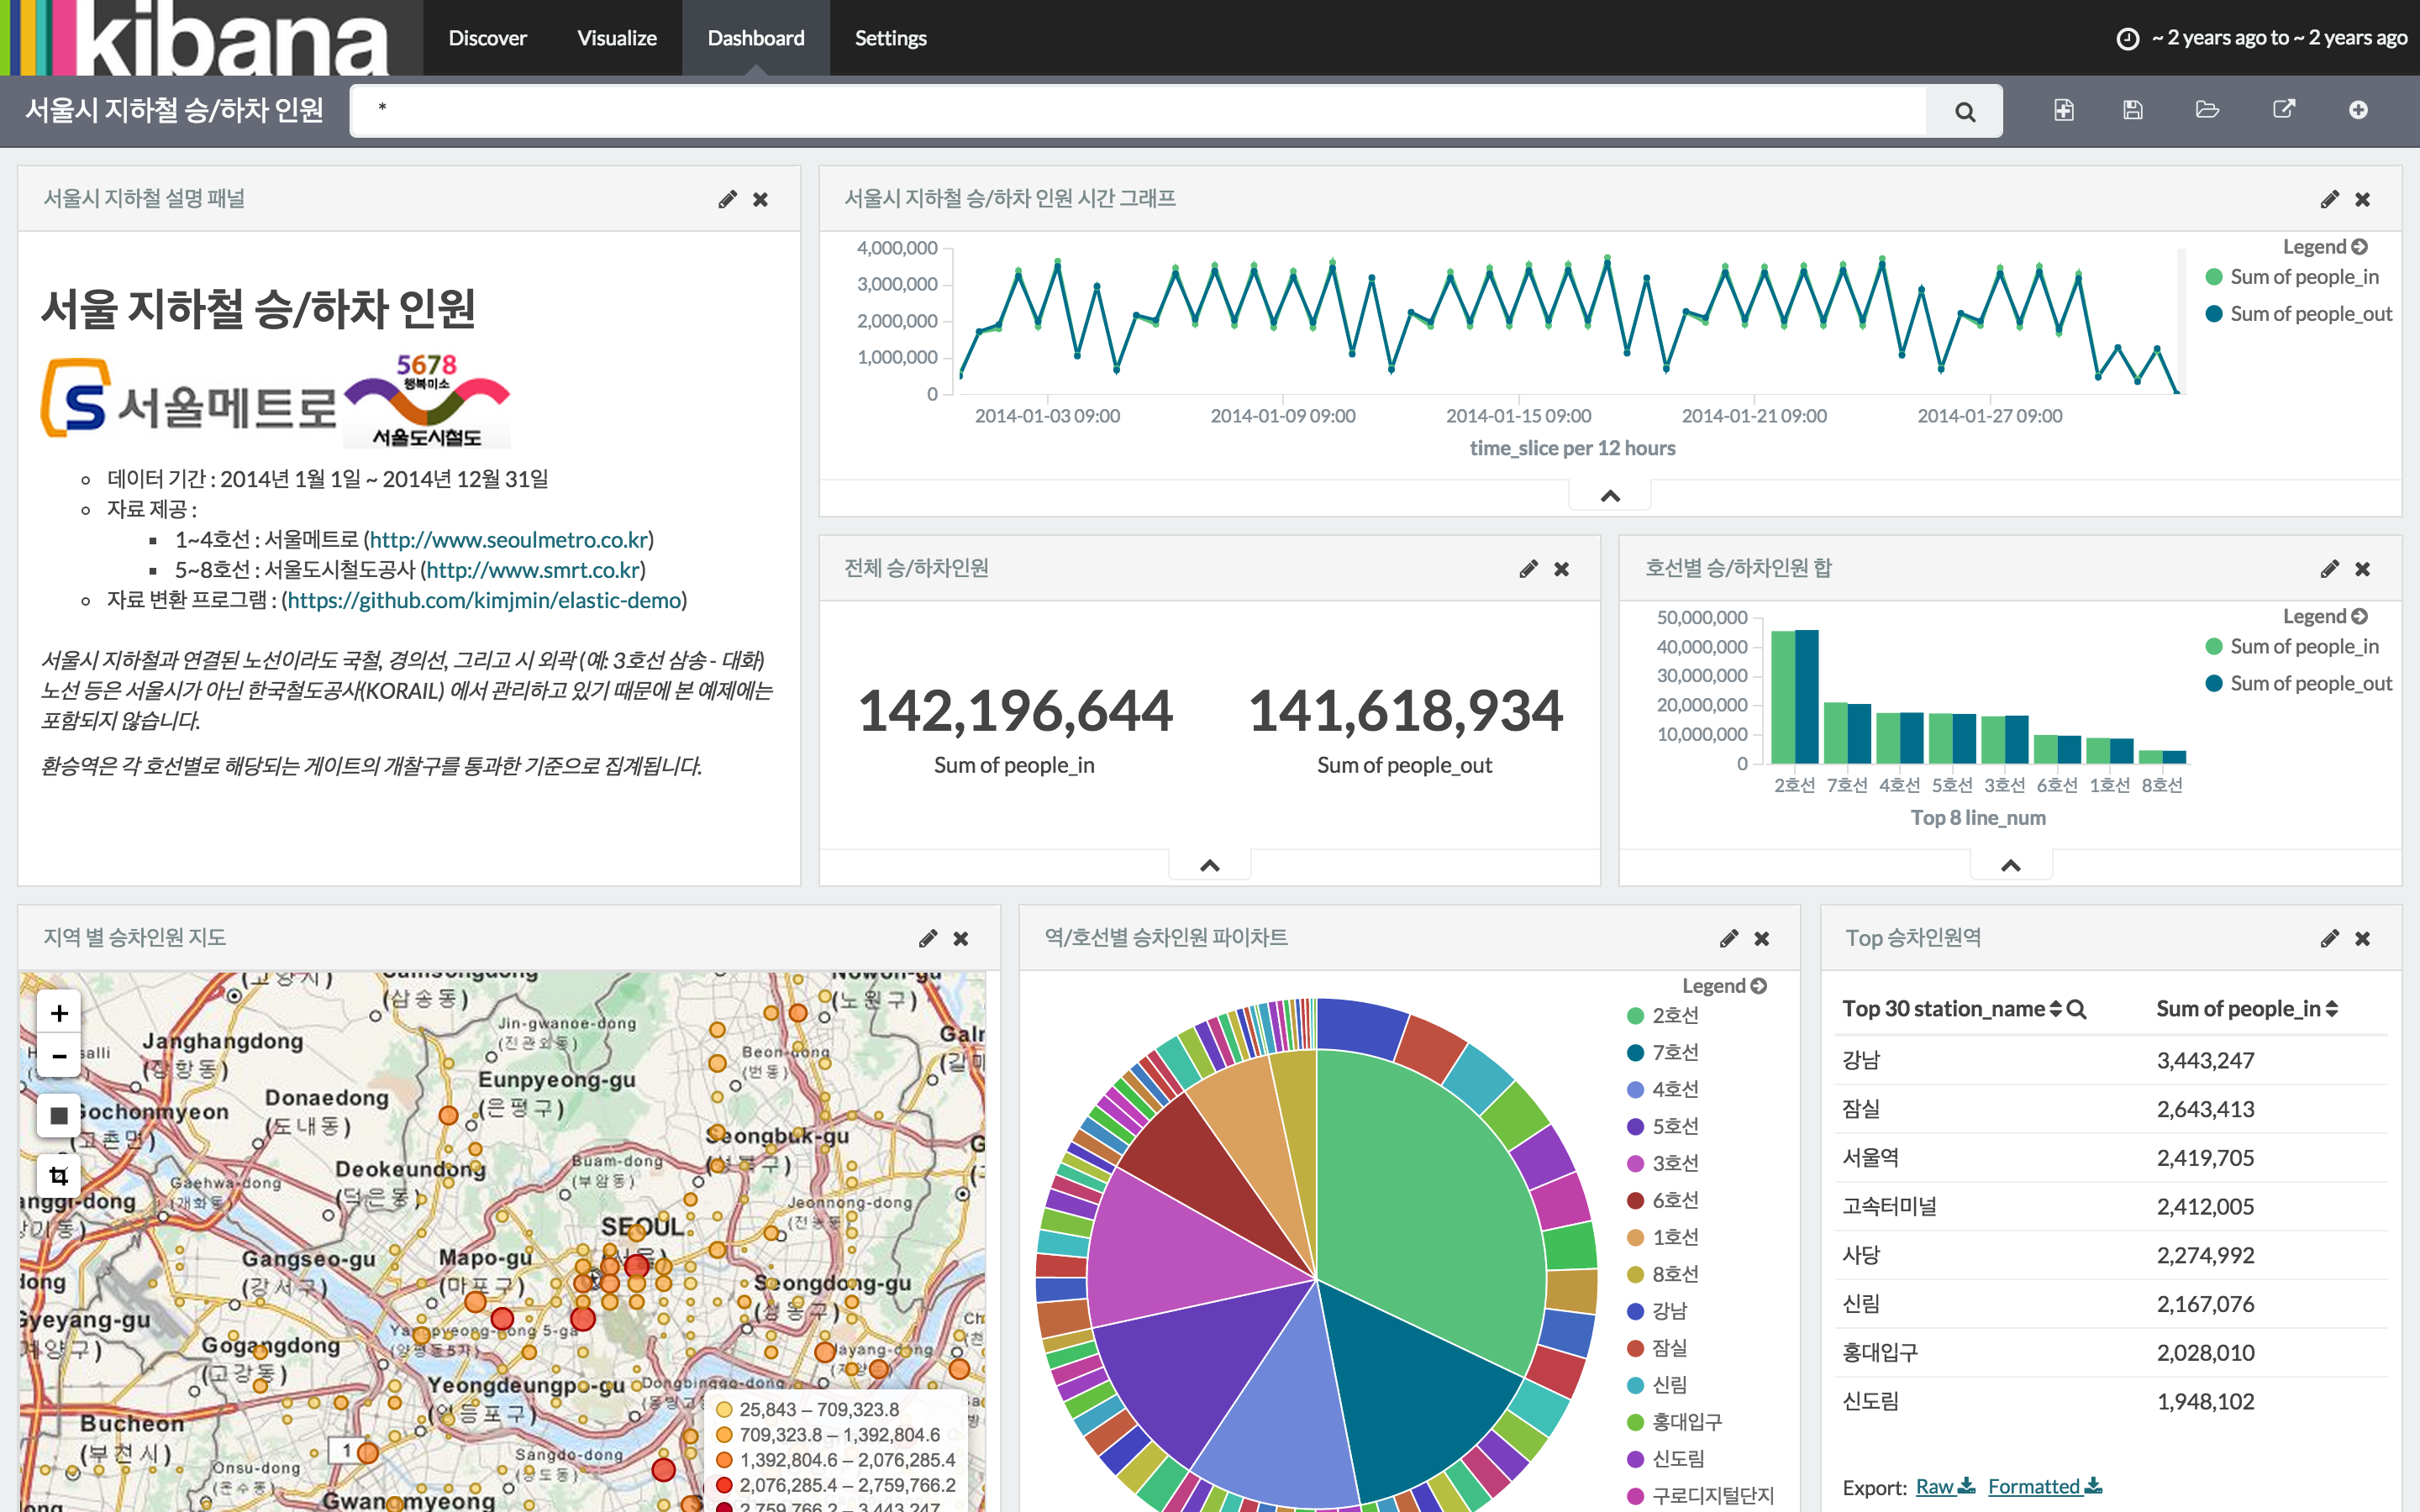 kibana
Discover
Visualize
Dashboard
Settings
~ 2 years ago to ~ 2 years ago
서울시 지하철 승/하차 인원
*
서울시 지하철 설명 패널
서울 지하철 승/하차 인원
서울메트로
5678
행복미소
서울도시철도
데이터 기간 : 2014년 1월 1일 ~ 2014년 12월 31일
자료 제공 :
1~4호선 : 서울메트로 (http://www.seoulmetro.co.kr)
5~8호선 : 서울도시철도공사 (http://www.smrt.co.kr)
자료 변환 프로그램 : (https://github.com/kimjmin/elastic-demo)
서울시 지하철과 연결된 노선이라도 국철, 경의선, 그리고 시 외곽 (예: 3호선 삼송 - 대화)
노선 등은 서울시가 아닌 한국철도공사(KORAIL) 에서 관리하고 있기 때문에 본 예제에는
포함되지 않습니다.
환승역은 각 호선별로 해당되는 게이트의 개찰구를 통과한 기준으로 집계됩니다.
서울시 지하철 승/하차 인원 시간 그래프
4,000,000
3,000,000
2,000,000
1,000,000
0
2014-01-03 09:00
2014-01-09 09:00
2014-01-15 09:00
2014-01-21 09:00
2014-01-27 09:00
time_slice per 12 hours
Legend
Sum of people_in
Sum of people_out
전체 승/하차인원
142,196,644
Sum of people_in
141,618,934
Sum of people_out
호선별 승/하차인원 합
50,000,000
40,000,000
30,000,000
20,000,000
10,000,000
0
2호선
7호선
4호선
5호선
3호선
6호선
1호선
8호선
Top 8 line_num
Legend
Sum of people_in
Sum of people_out
지역 별 승차인원 지도
+
−
(고양시)
(삼송동)
Nowon-gu
(노원구)
Janghangdong
(장항동)
Jin-gwanoe-dong
(진관외동)
Eunpyeong-gu
(은평구)
(번동)
Donaedong
(도내동)
Deokeundong
(덕은동)
Gaehwa-dong
(개화동)
Buam-dong
(부암동)
Seongbuk-gu
Jeonnong-dong
SEOUL
Gangseo-gu
(강서구)
Mapo-gu
(마포구)
Seongdong-gu
(성동구)
Gogangdong
(고강동)
Yeongdeungpo-gu
(영등포구)
Dongbinggo-dong
Bucheon
(부천시)
1
Onsu-dong
(온수동)
Sangdo-dong
(상도동)
Gwangmyeong
25,843 – 709,323.8
709,323.8 – 1,392,804.6
1,392,804.6 – 2,076,285.4
2,076,285.4 – 2,759,766.2
2,759,766.2 – 3,443,247
역/호선별 승차인원 파이차트
Legend
2호선
7호선
4호선
5호선
3호선
6호선
1호선
8호선
강남
잠실
신림
홍대입구
신도림
구로디지털단지
Top 승차인원역
Top 30 station_name
Sum of people_in
강남 3,443,247
잠실 2,643,413
서울역 2,419,705
고속터미널 2,412,005
사당 2,274,992
신림 2,167,076
홍대입구 2,028,010
신도림 1,948,102
Export: Raw Formatted